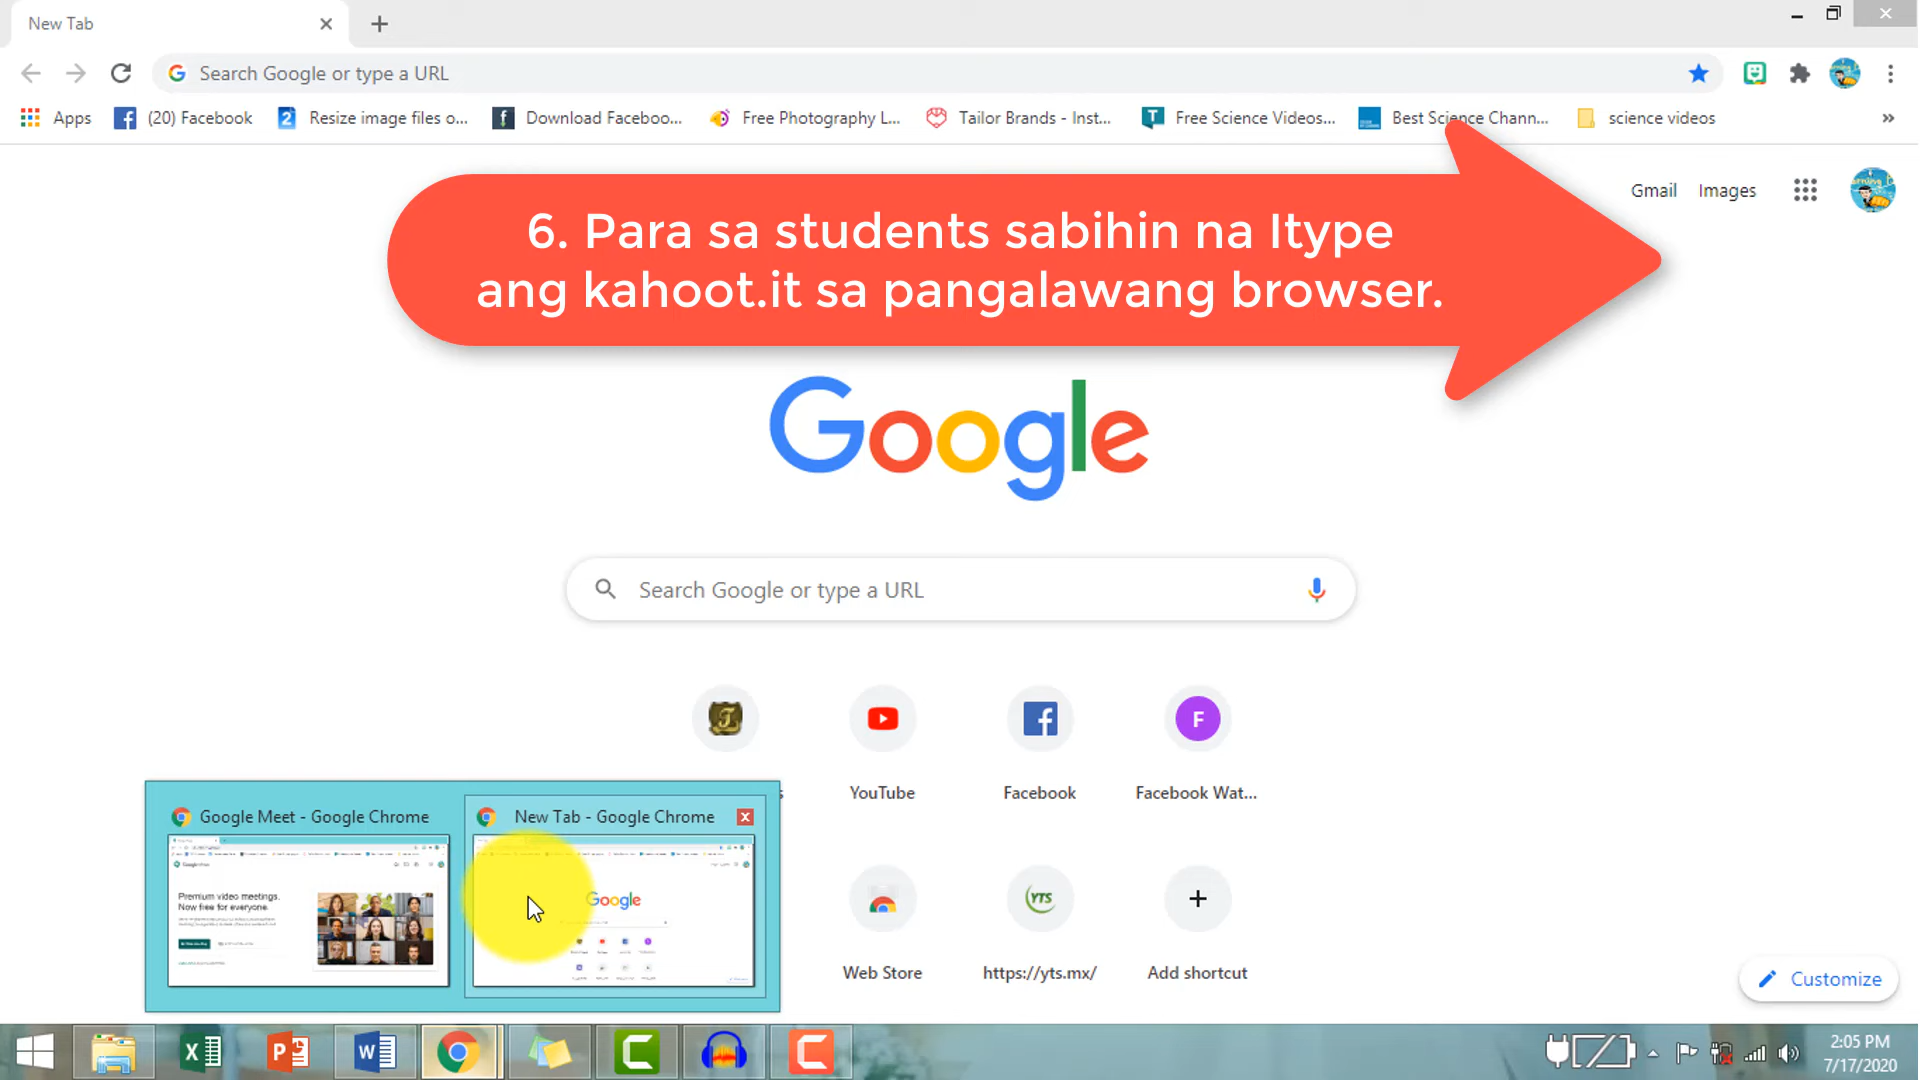 New Tab
Search Google or type a URL
Apps
(20) Facebook
Resize image files o...
Download Faceboo...
Free Photography L...
Tailor Brands - Inst...
Free Science Videos...
Best Science Chann...
science videos
»
Gmail
Images
6. Para sa students sabihin na Itype
ang kahoot.it sa pangalawang browser.
Google
Search Google or type a URL
F
YouTube
Facebook
Facebook Wat...
Google Meet - Google Chrome
New Tab - Google Chrome
Premium video meetings.
Now free for everyone.
Google
YTS
Web Store
https://yts.mx/
Add shortcut
Customize
2:05 PM
7/17/2020